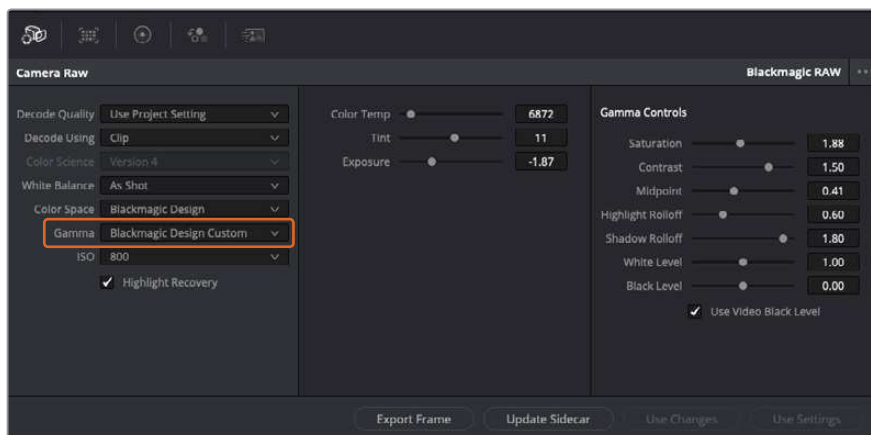 Camera Raw
Blackmagic RAW
Decode Quality Use Project Setting
Decode Using Clip
Color Science Version 4
White Balance As Shot
Color Space Blackmagic Design
Gamma Blackmagic Design Custom
ISO 800
Highlight Recovery
Color Temp 6872
Tint 11
Exposure -1.87
Gamma Controls
Saturation 1.88
Contrast 1.50
Midpoint 0.41
Highlight Rolloff 0.60
Shadow Rolloff 1.80
White Level 1.00
Black Level 0.00
Use Video Black Level
Export Frame
Update Sidecar
Use Changes
Use Settings